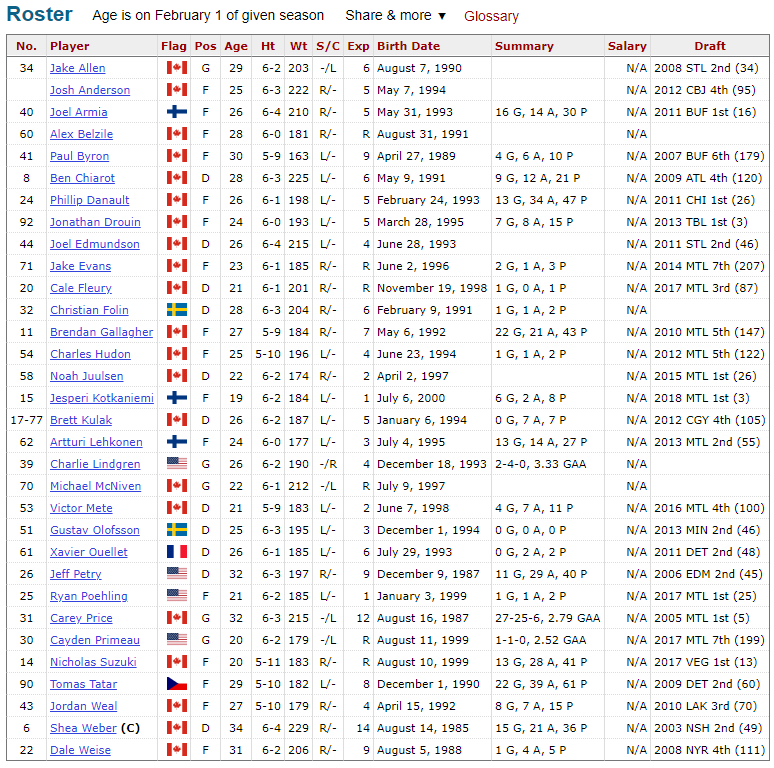 Roster Age is on February 1 of given season Share & more ▼ Glossary
No. Player Flag Pos Age Ht Wt S/C Exp Birth Date Summary Salary Draft
34 Jake Allen G 29 6-2 203 -/L 6 August 7, 1990 N/A 2008 STL 2nd (34)
Josh Anderson F 25 6-3 222 R/- 5 May 7, 1994 N/A 2012 CBJ 4th (95)
40 Joel Armia F 26 6-4 210 R/- 5 May 31, 1993 16 G, 14 A, 30 P N/A 2011 BUF 1st (16)
60 Alex Belzile F 28 6-0 181 R/- R August 31, 1991 N/A
41 Paul Byron F 30 5-9 163 L/- 9 April 27, 1989 4 G, 6 A, 10 P N/A 2007 BUF 6th (179)
8 Ben Chiarot D 28 6-3 225 L/- 6 May 9, 1991 9 G, 12 A, 21 P N/A 2009 ATL 4th (120)
24 Phillip Danault F 26 6-1 198 L/- 5 February 24, 1993 13 G, 34 A, 47 P N/A 2011 CHI 1st (26)
92 Jonathan Drouin F 24 6-0 193 L/- 5 March 28, 1995 7 G, 8 A, 15 P N/A 2013 TBL 1st (3)
44 Joel Edmundson D 26 6-4 215 L/- 4 June 28, 1993 N/A 2011 STL 2nd (46)
71 Jake Evans F 23 6-1 185 R/- R June 2, 1996 2 G, 1 A, 3 P N/A 2014 MTL 7th (207)
20 Cale Fleury D 21 6-1 201 R/- R November 19, 1998 1 G, 0 A, 1 P N/A 2017 MTL 3rd (87)
32 Christian Folin D 28 6-3 204 R/- 6 February 9, 1991 1 G, 1 A, 2 P N/A
11 Brendan Gallagher F 27 5-9 184 R/- 7 May 6, 1992 22 G, 21 A, 43 P N/A 2010 MTL 5th (147)
54 Charles Hudon F 25 5-10 196 L/- 4 June 23, 1994 1 G, 1 A, 2 P N/A 2012 MTL 5th (122)
58 Noah Juulsen D 22 6-2 174 R/- 2 April 2, 1997 N/A 2015 MTL 1st (26)
15 Jesperi Kotkaniemi F 19 6-2 184 L/- 1 July 6, 2000 6 G, 2 A, 8 P N/A 2018 MTL 1st (3)
17-77 Brett Kulak D 26 6-2 187 L/- 5 January 6, 1994 0 G, 7 A, 7 P N/A 2012 CGY 4th (105)
62 Artturi Lehkonen F 24 6-0 177 L/- 3 July 4, 1995 13 G, 14 A, 27 P N/A 2013 MTL 2nd (55)
39 Charlie Lindgren G 26 6-2 190 -/R 4 December 18, 1993 2-4-0, 3.33 GAA N/A
70 Michael McNiven G 22 6-1 212 -/L R July 9, 1997 N/A
53 Victor Mete D 21 5-9 183 L/- 2 June 7, 1998 4 G, 7 A, 11 P N/A 2016 MTL 4th (100)
51 Gustav Olofsson D 25 6-3 195 L/- 3 December 1, 1994 0 G, 0 A, 0 P N/A 2013 MIN 2nd (46)
61 Xavier Ouellet D 26 6-1 185 L/- 6 July 29, 1993 0 G, 2 A, 2 P N/A 2011 DET 2nd (48)
26 Jeff Petry D 32 6-3 197 R/- 9 December 9, 1987 11 G, 29 A, 40 P N/A 2006 EDM 2nd (45)
25 Ryan Poehling F 21 6-2 185 L/- 1 January 3, 1999 1 G, 1 A, 2 P N/A 2017 MTL 1st (25)
31 Carey Price G 32 6-3 215 -/L 12 August 16, 1987 27-25-6, 2.79 GAA N/A 2005 MTL 1st (5)
30 Cayden Primeau G 20 6-2 179 -/L R August 11, 1999 1-1-0, 2.52 GAA N/A 2017 MTL 7th (199)
14 Nicholas Suzuki F 20 5-11 183 R/- R August 10, 1999 13 G, 28 A, 41 P N/A 2017 VEG 1st (13)
90 Tomas Tatar F 29 5-10 182 L/- 8 December 1, 1990 22 G, 39 A, 61 P N/A 2009 DET 2nd (60)
43 Jordan Weal F 27 5-10 179 R/- 4 April 15, 1992 8 G, 7 A, 15 P N/A 2010 LAK 3rd (70)
6 Shea Weber (C) D 34 6-4 229 R/- 14 August 14, 1985 15 G, 21 A, 36 P N/A 2003 NSH 2nd (49)
22 Dale Weise F 31 6-2 206 R/- 9 August 5, 1988 1 G, 4 A, 5 P N/A 2008 NYR 4th (111)